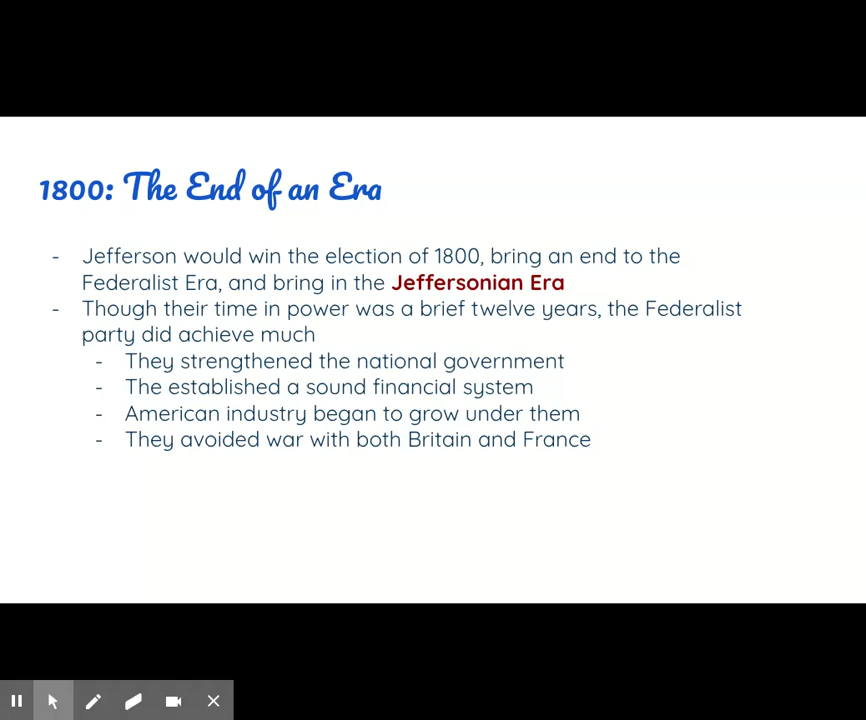 1800: The End of an Era
- Jefferson would win the election of 1800, bring an end to the
Federalist Era, and bring in the Jeffersonian Era
- Though their time in power was a brief twelve years, the Federalist
party did achieve much
- They strengthened the national government
- The established a sound financial system
- American industry began to grow under them
- They avoided war with both Britain and France